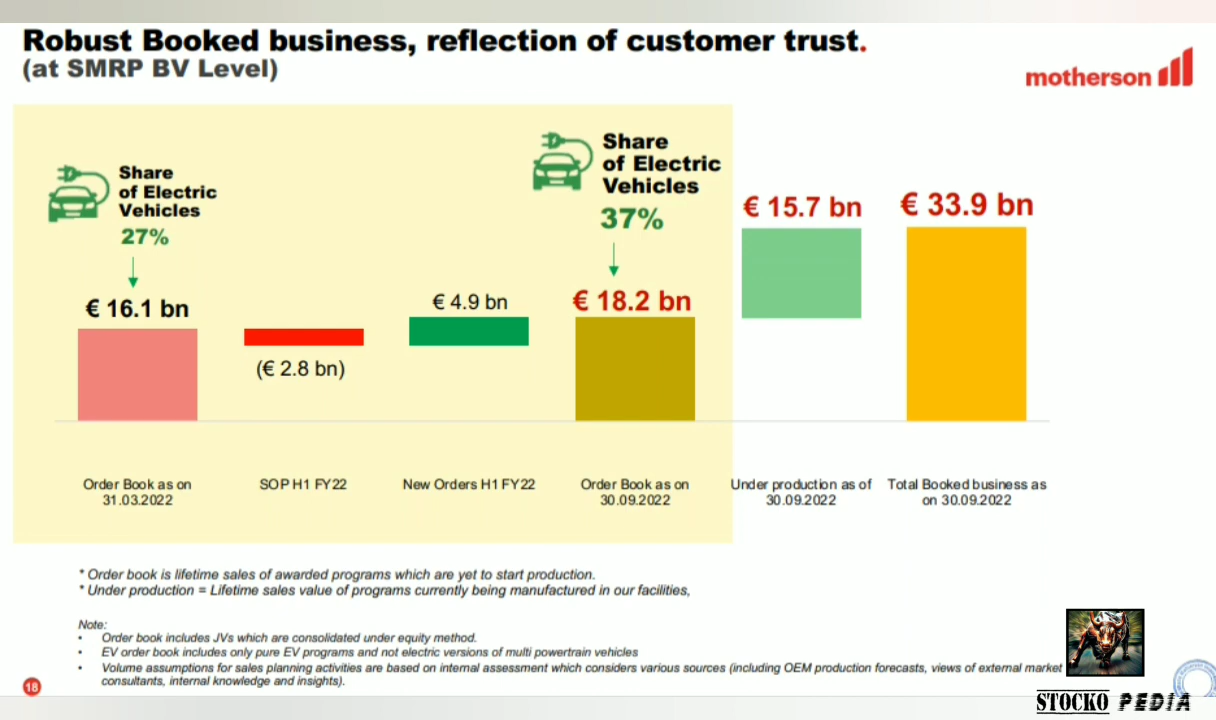 Robust Booked business, reflection of customer trust.
(at SMRP BV Level)
motherson
Share
of Electric
Vehicles
27%
€ 16.1 bn
(€ 2.8 bn)
€ 4.9 bn
Share
of Electric
Vehicles
37%
€ 18.2 bn
€ 15.7 bn
€ 33.9 bn
Order Book as on
31.03.2022
SOP H1 FY22
New Orders H1 FY22
Order Book as on
30.09.2022
Under production as of
30.09.2022
Total Booked business as
on 30.09.2022
* Order book is lifetime sales of awarded programs which are yet to start production.
* Under production = Lifetime sales value of programs currently being manufactured in our facilities,
Note:
• Order book includes JVs which are consolidated under equity method.
• EV order book includes only pure EV programs and not electric versions of multi powertrain vehicles
• Volume assumptions for sales planning activities are based on internal assessment which considers various sources (including OEM production forecasts, views of external market
consultants, internal knowledge and insights).
18
STOCKO PEDIA